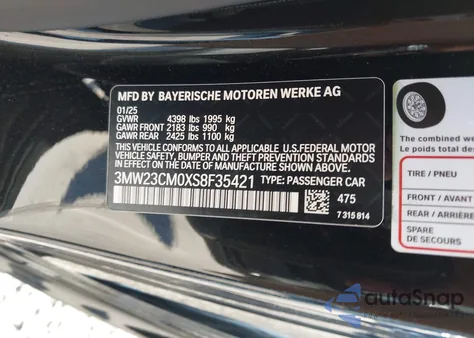 MFD BY BAYERISCHE MOTOREN WERKE AG
01/25
GVWR 4398 lbs 1995 kg
GAWR FRONT 2183 lbs 990 kg
GAWR REAR 2425 lbs 1100 kg
THIS VEHICLE CONFORMS TO ALL APPLICABLE U.S. FEDERAL MOTOR
VEHICLE SAFETY, BUMPER, AND THEFT PREVENTION STANDARDS
IN EFFECT ON THE DATE OF MANUFACTURE SHOWN ABOVE.
3MW23CM0XS8F35421 TYPE: PASSENGER CAR
475
7 315 814
The combined we
Le poids total de
TIRE / PNEU
FRONT / AVANT
REAR / ARRIÈRE
SPARE
DE SECOURS
autoSnap